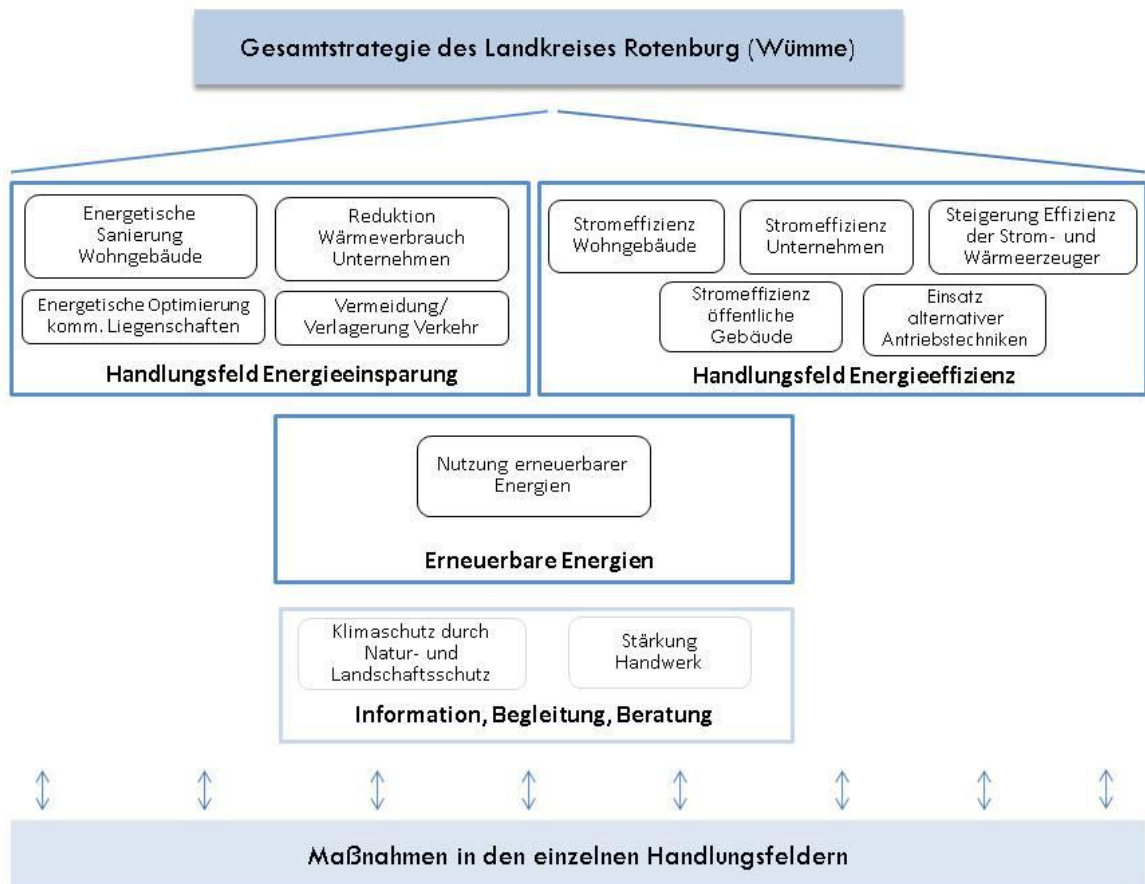 Gesamtstrategie des Landkreises Rotenburg (Wümme)
Energetische
Sanierung
Wohngebäude
Reduktion
Wärmeverbrauch
Unternehmen
Energetische Optimierung
komm. Liegenschaften
Vermeidung/
Verlagerung Verkehr
Handlungsfeld Energieeinsparung
Stromeffizienz
Wohngebäude
Stromeffizienz
Unternehmen
Steigerung Effizienz
der Strom- und
Wärmeerzeuger
Stromeffizienz
öffentliche
Gebäude
Einsatz
alternativer
Antriebstechniken
Handlungsfeld Energieeffizienz
Nutzung erneuerbarer
Energien
Erneuerbare Energien
Klimaschutz durch
Natur- und
Landschaftsschutz
Stärkung
Handwerk
Information, Begleitung, Beratung
Maßnahmen in den einzelnen Handlungsfeldern